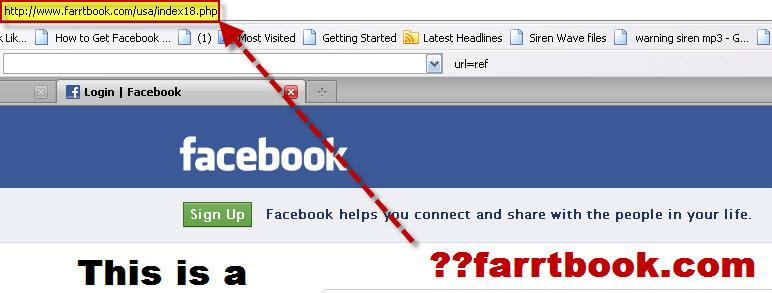 http://www.farrtbook.com/usa/index18.php
k Lik... How to Get Facebook ... (1) Most Visited Getting Started Latest Headlines Siren Wave files warning siren mp3 - G...
url=ref
Login | Facebook
facebook
Sign Up Facebook helps you connect and share with the people in your life.
This is a ??farrtbook.com